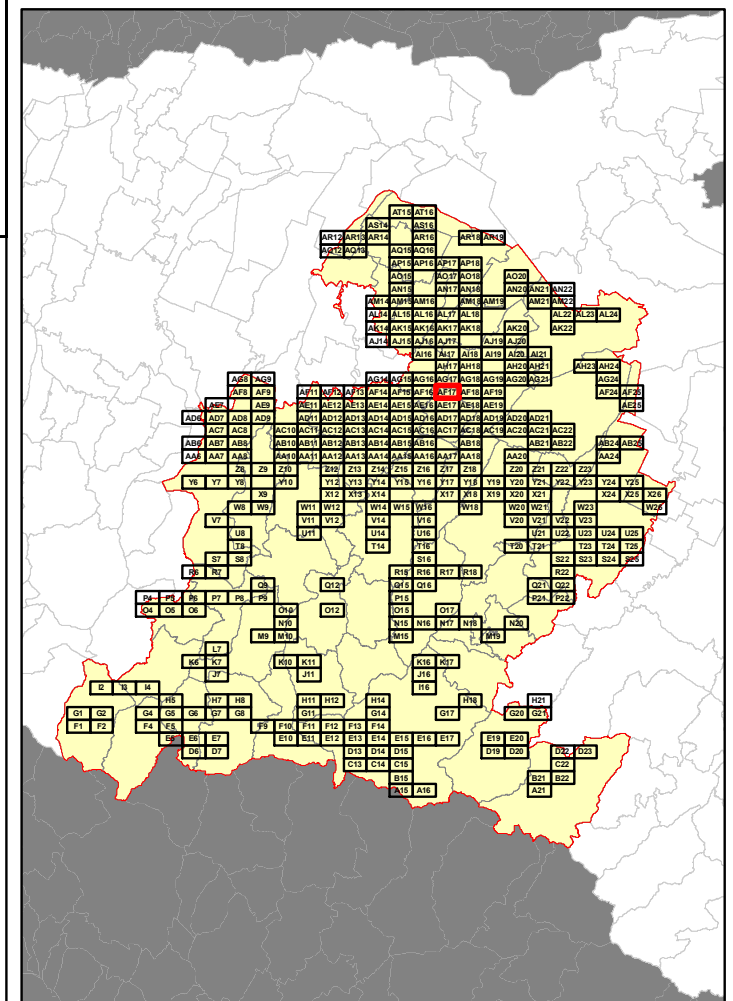 AT15 AT16
AS14 AS16
AR12 AR13 AR14 AR16 AR18 AR19
AQ12 AQ13 AQ15 AQ16
AP15 AP16 AP17 AP18
AO15 AO17 AO18 AO20
AN15 AN17 AN18 AN20 AN21 AN22
AM14 AM15 AM16 AM18 AM19 AM21 AM22
AL14 AL15 AL16 AL17 AL18 AL22 AL23 AL24
AK14 AK15 AK16 AK17 AK18 AK20 AK22
AJ14 AJ15 AJ16 AJ17 AJ19 AJ20
AI16 AI17 AI18 AI19 AI20 AI21
AH17 AH18 AH20 AH21 AH23 AH24
AG8 AG9 AG14 AG15 AG16 AG17 AG18 AG19 AG20 AG21 AG24
AF8 AF9 AF11 AF12 AF13 AF14 AF15 AF16 AF17 AF18 AF19 AF24 AF25
AE7 AE9 AE11 AE12 AE13 AE14 AE15 AE16 AE17 AE18 AE19 AE25
AD6 AD7 AD8 AD9 AD11 AD12 AD13 AD14 AD15 AD16 AD17 AD18 AD19 AD20 AD21
AC7 AC8 AC10 AC11 AC12 AC13 AC14 AC15 AC16 AC17 AC18 AC19 AC20 AC21 AC22
AB6 AB7 AB8 AB10 AB11 AB12 AB13 AB14 AB15 AB16 AB18 AB21 AB22 AB24 AB25
AA6 AA7 AA8 AA10 AA11 AA12 AA13 AA14 AA15 AA16 AA17 AA18 AA20 AA24
Z8 Z9 Z10 Z12 Z13 Z14 Z15 Z16 Z17 Z18 Z20 Z21 Z22 Z23
Y6 Y7 Y8 Y10 Y12 Y13 Y14 Y15 Y16 Y17 Y18 Y19 Y20 Y21 Y22 Y23 Y24 Y25
X9 X12 X13 X14 X17 X18 X19 X20 X21 X24 X25 X26
W8 W9 W11 W12 W14 W15 W16 W18 W20 W21 W23 W26
V7 V11 V12 V14 V16 V20 V21 V22 V23
U8 U11 U14 U16 U21 U22 U23 U24 U25
T8 T14 T16 T20 T21 T23 T24 T25
S7 S8 S16 S22 S23 S24 S25
R6 R7 R15 R16 R17 R18 R22
Q9 Q12 Q15 Q16 Q21 Q22
P4 P5 P6 P7 P8 P9 P15 P21 P22
O4 O5 O6 O10 O12 O15 O17
N10 N15 N16 N17 N18 N20
M9 M10 M15 M19
L7
K6 K7 K10 K11 K16 K17
J7 J11 J16
I2 I3 I4 I16
H5 H7 H8 H11 H12 H14 H18 H21
G1 G2 G4 G5 G6 G7 G8 G11 G14 G17 G20 G21
F1 F2 F4 F5 F9 F10 F11 F12 F13 F14
E5 E6 E7 E10 E11 E12 E13 E14 E15 E16 E17 E19 E20
D6 D7 D13 D14 D15 D19 D20 D22 D23
C13 C14 C15 C22
B15 B21 B22
A15 A16 A21